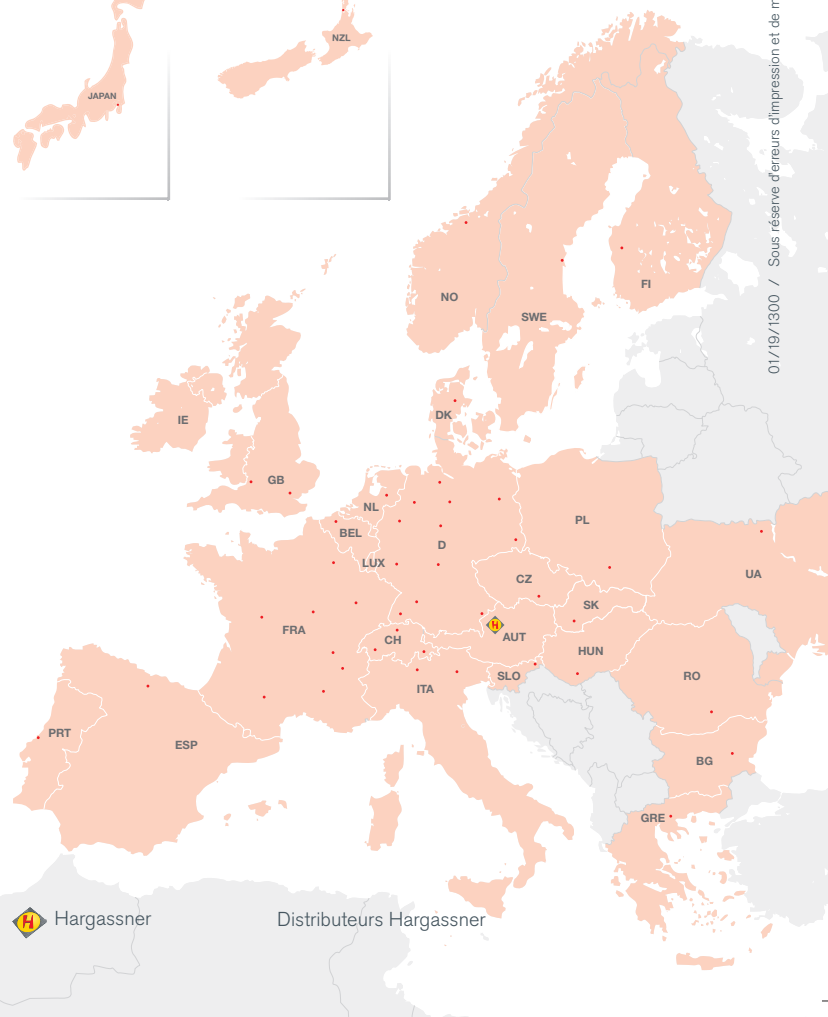 NZL
JAPAN
01/19/1300 / Sous réserve d'erreurs d'impression et de m
NO
FI
SWE
DK
IE
GB
NL
PL
BEL
D
LUX
CZ
UA
SK
FRA
CH
AUT
HUN
SLO
RO
ITA
PRT
ESP
BG
GRE
H
H Hargassner
Distributeurs Hargassner